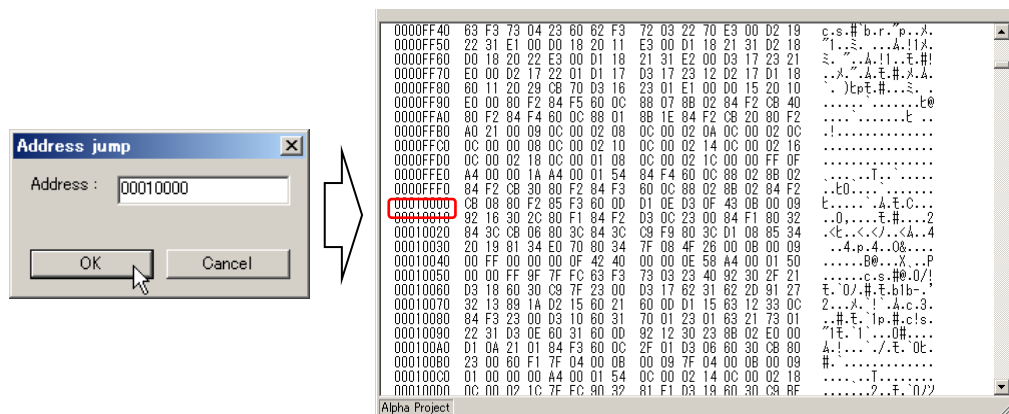 Address jump
Address :
00010000
OK
Cancel
0000FF40 63 F3 73 04 23 60 62 F3 72 03 22 70 E3 00 D2 19 c.s.#`b.r."p..ﾒ.
0000FF50 22 31 E1 00 D0 18 20 11 E3 00 D1 18 21 31 D2 18
0000FF60 D0 18 20 22 E3 00 D1 18 21 31 E2 00 D3 17 23 21
0000FF70 E0 00 D2 17 22 01 D1 17 D3 17 23 12 D2 17 D1 18
0000FF80 60 11 20 29 CB 70 D3 16 23 01 E1 00 D0 15 20 10
0000FF90 E0 00 80 F2 84 F5 60 0C 88 07 8B 02 84 F2 CB 40
0000FFA0 80 F2 84 F4 60 0C 88 01 8B 1E 84 F2 CB 20 80 F2
0000FFB0 A0 21 00 09 0C 00 02 08 0C 00 02 0A 0C 00 02 0C .!..............
0000FFC0 0C 00 00 08 0C 00 02 10 0C 00 02 14 0C 00 02 16 ................
0000FFD0 0C 00 02 18 0C 00 01 08 0C 00 02 1C 00 00 FF 0F ................
0000FFE0 A4 00 00 1A A4 00 01 54 84 F4 60 0C 88 02 8B 02
0000FFF0 84 F2 CB 30 80 F2 84 F3 60 0C 88 02 8B 02 84 F2
00010000 CB 08 80 F2 85 F3 60 0D D1 0E D3 0F 43 0B 00 09
00010010 92 16 30 2C 80 F1 84 F2 D3 0C 23 00 84 F1 80 32
00010020 84 3C CB 06 80 3C 84 3C C9 F9 80 3C D1 08 85 34
00010030 20 19 81 34 E0 70 80 34 7F 08 4F 26 00 0B 00 09
00010040 00 FF 00 00 00 0F 42 40 00 00 0E 58 A4 00 01 50
00010050 00 00 FF 9F 7F FC 63 F3 73 03 23 40 92 30 2F 21
00010060 D3 18 60 30 C9 7F 23 00 D3 17 62 31 62 2D 91 27
00010070 32 13 89 1A D2 15 60 21 60 0D D1 15 63 12 33 0C
00010080 84 F3 23 00 D3 10 60 31 70 01 23 01 63 21 73 01
00010090 22 31 D3 0E 60 31 60 0D 92 12 30 23 8B 02 E0 00
000100A0 D1 0A 21 01 84 F3 60 0C 2F 01 D3 06 60 30 CB 80
000100B0 23 00 60 F1 7F 04 00 0B 00 09 7F 04 00 0B 00 09
000100C0 01 00 00 00 A4 00 01 54 0C 00 02 14 0C 00 02 18
000100D0 0C 00 02 1C 7F FC 90 32 81 F1 D3 19 60 30 C9 BF
Alpha Project